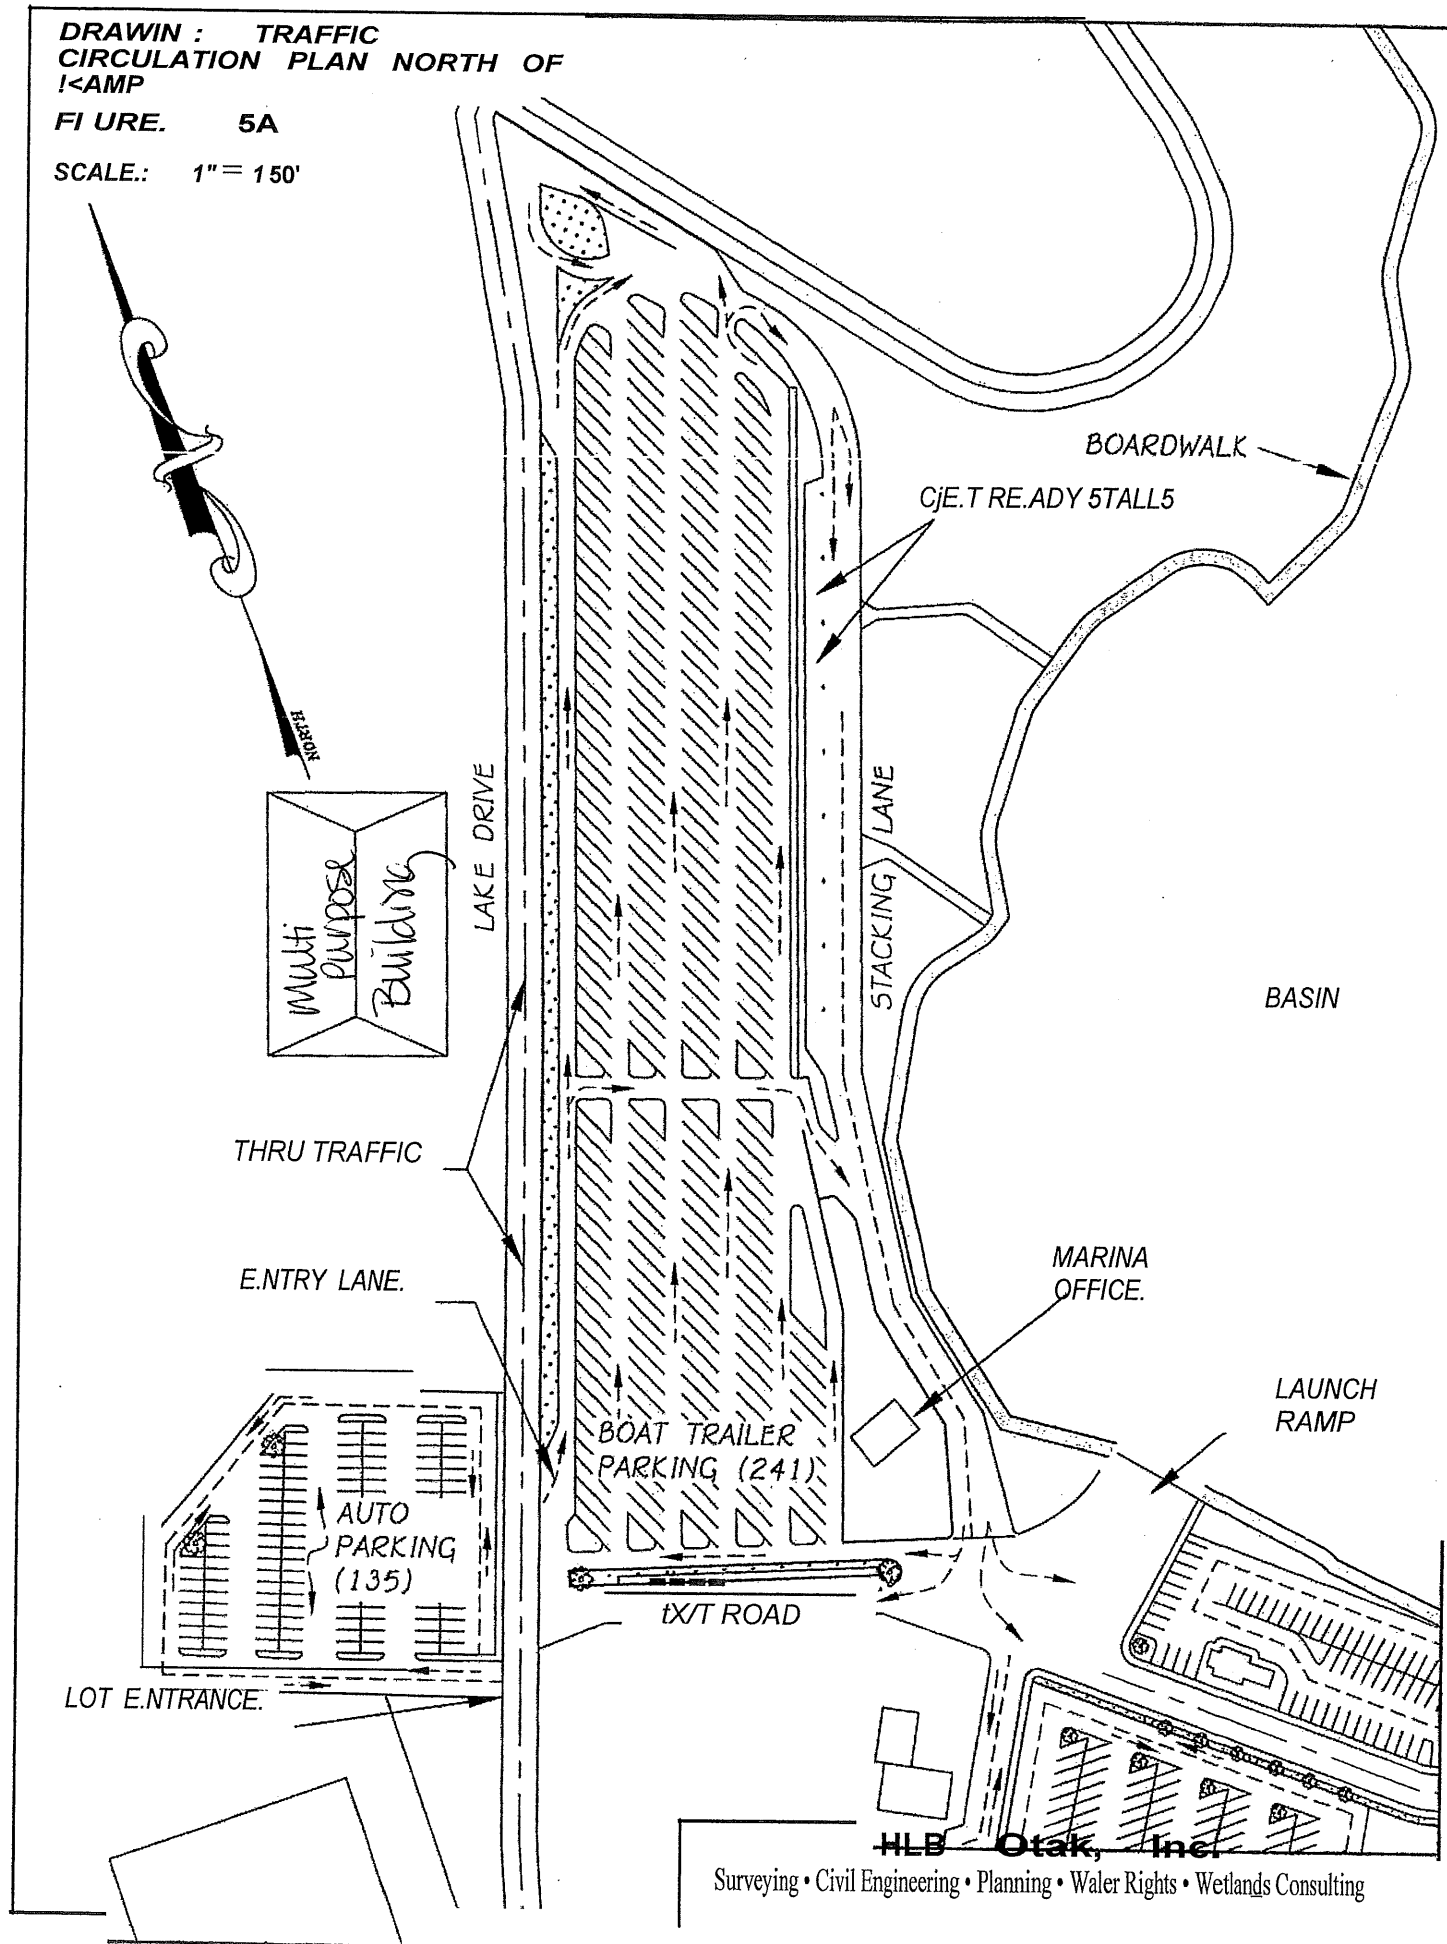 DRAWIN : TRAFFIC
CIRCULATION PLAN NORTH OF
!<AMP
FI URE. 5A
SCALE.: 1" = 150'
NORTH
BOARDWALK
CjE.T RE.ADY 5TALL5
Multi
Purpose
Building
LAKE DRIVE
STACKING LANE
BASIN
THRU TRAFFIC
E.NTRY LANE.
MARINA
OFFICE.
LAUNCH
RAMP
BOAT TRAILER
PARKING (241)
AUTO
PARKING
(135)
tX/T ROAD
LOT E.NTRANCE.
HLB Otak, Inc.
Surveying • Civil Engineering • Planning • Waler Rights • Wetlands Consulting